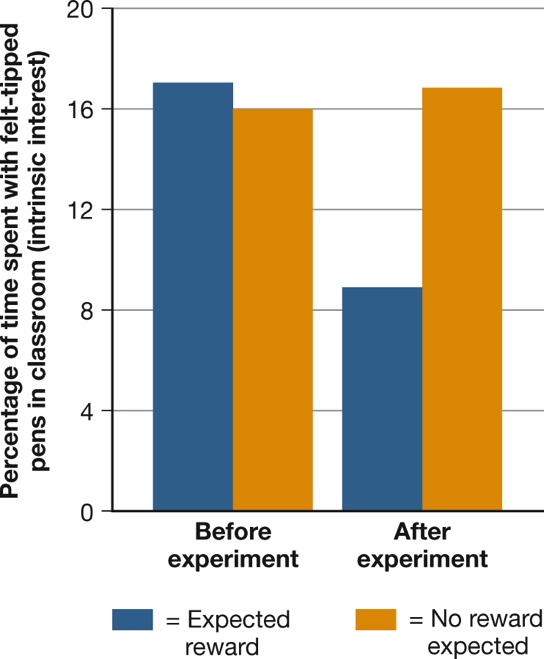 Percentage of time spent with felt-tipped
pens in classroom (intrinsic interest)
20
16
12
8
4
0
Before
experiment
After
experiment
= Expected
reward
= No reward
expected